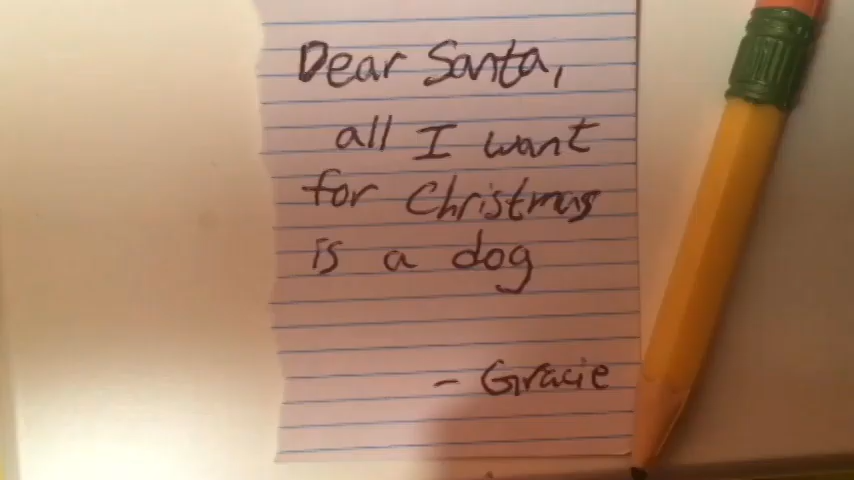 Dear Santa,
all I want
for Christmas
is a dog
- Gracie